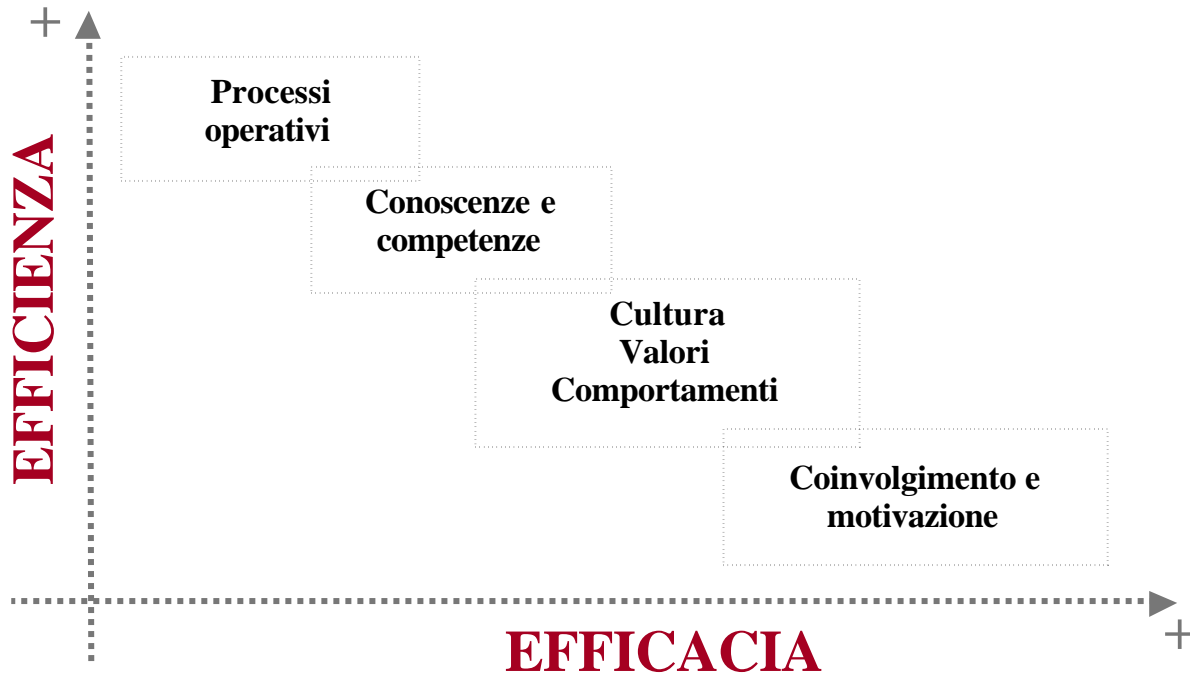 +
EFFICIENZA
Processi
operativi
Conoscenze e
competenze
Cultura
Valori
Comportamenti
Coinvolgimento e
motivazione
EFFICACIA
+